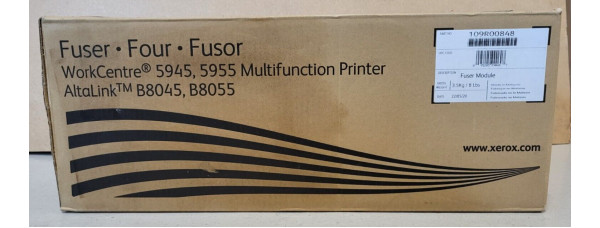 Fuser • Four • Fusor
WorkCentre® 5945, 5955 Multifunction Printer
AltaLink™ B8045, B8055
109R00848
Fuser Module
www.xerox.com